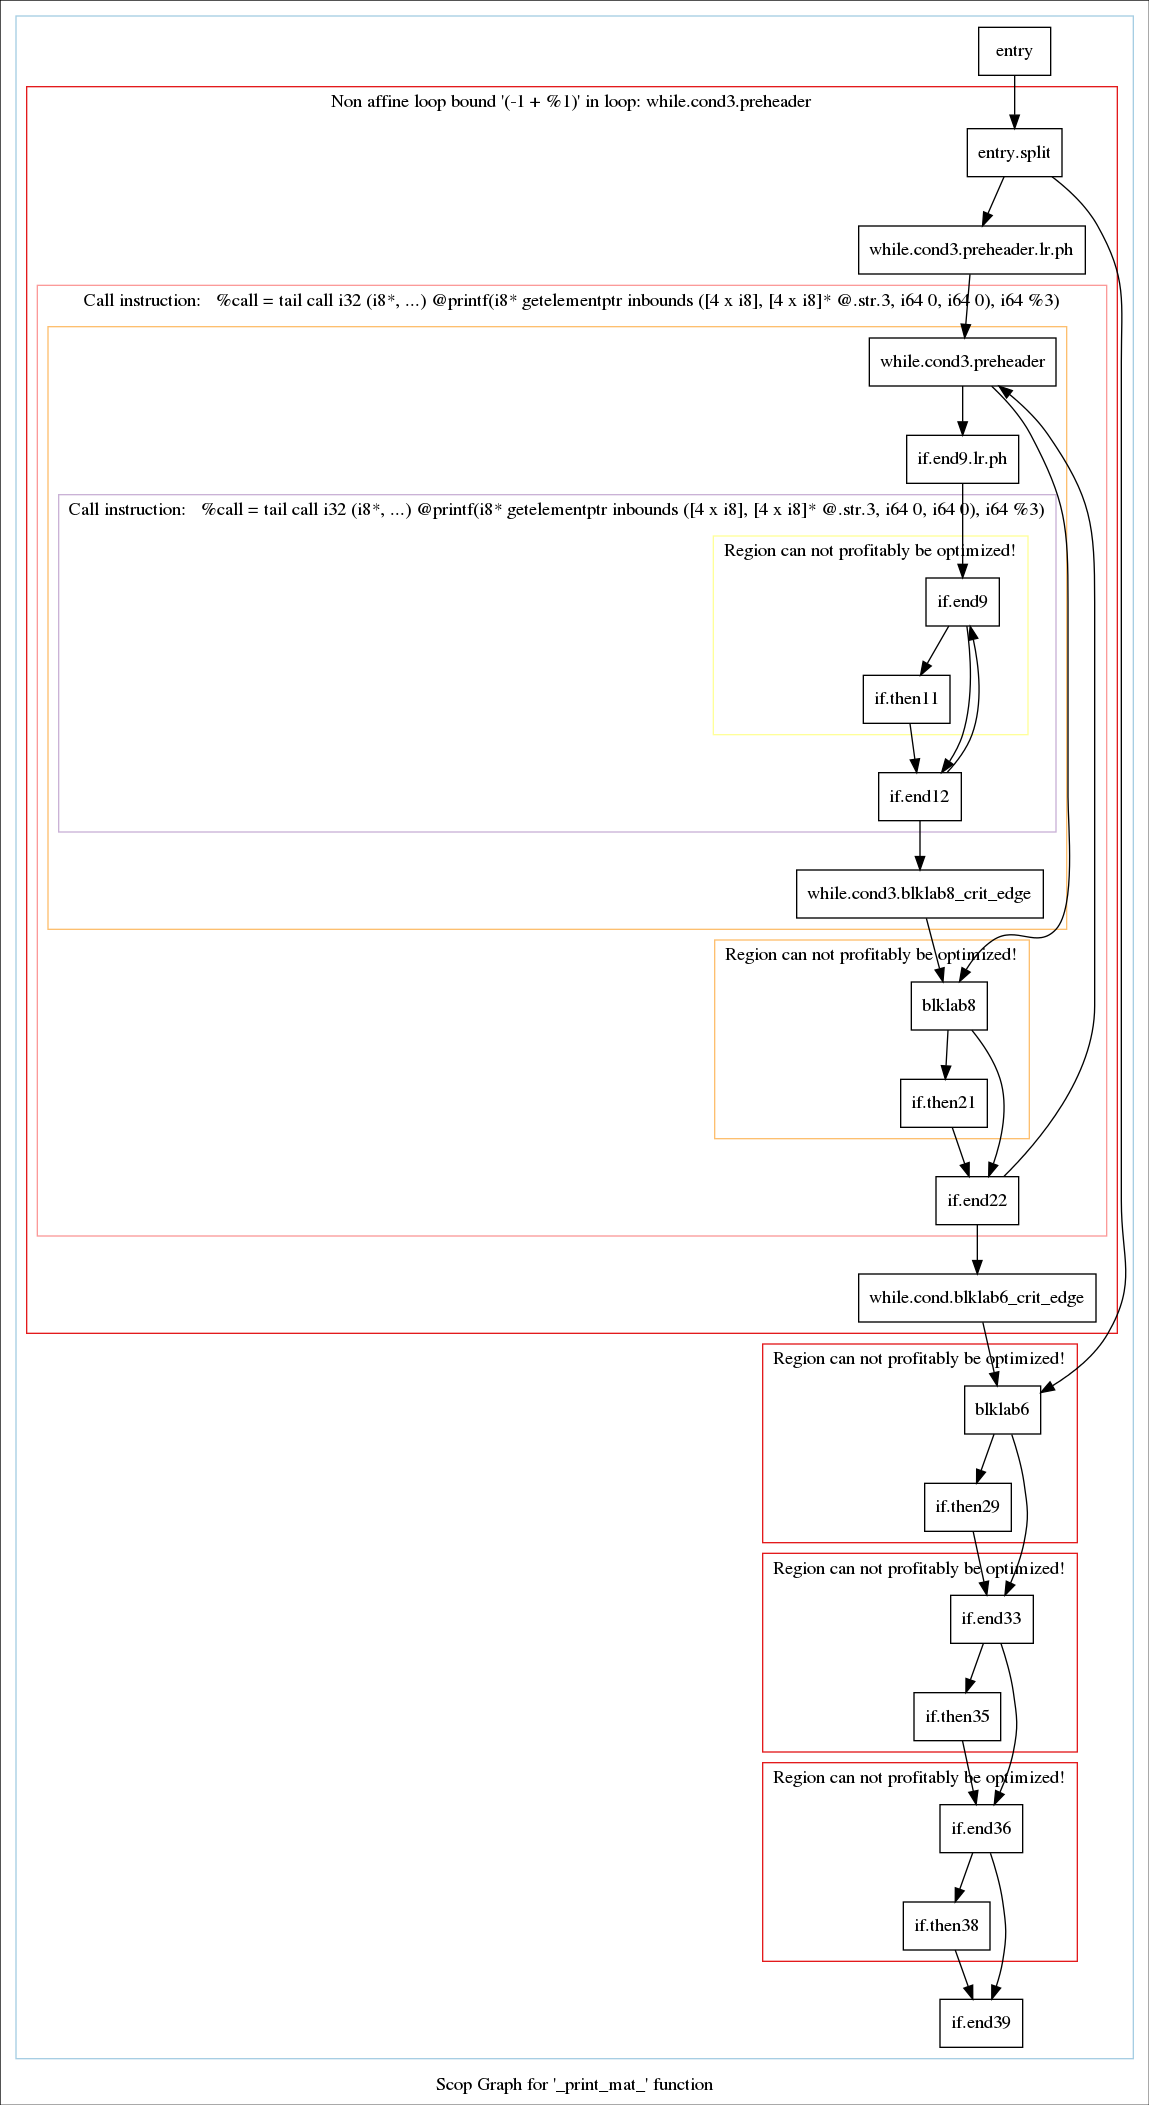 entry
Non affine loop bound '(-1 + %1)' in loop: while.cond3.preheader
entry.split
while.cond3.preheader.lr.ph
Call instruction:   %call = tail call i32 (i8*, ...) @printf(i8* getelementptr inbounds ([4 x i8], [4 x i8]* @.str.3, i64 0, i64 0), i64 %3)
while.cond3.preheader
if.end9.lr.ph
Call instruction:   %call = tail call i32 (i8*, ...) @printf(i8* getelementptr inbounds ([4 x i8], [4 x i8]* @.str.3, i64 0, i64 0), i64 %3)
Region can not profitably be optimized!
if.end9
if.then11
if.end12
while.cond3.blklab8_crit_edge
Region can not profitably be optimized!
blklab8
if.then21
if.end22
while.cond.blklab6_crit_edge
Region can not profitably be optimized!
blklab6
if.then29
Region can not profitably be optimized!
if.end33
if.then35
Region can not profitably be optimized!
if.end36
if.then38
if.end39
Scop Graph for '_print_mat_' function